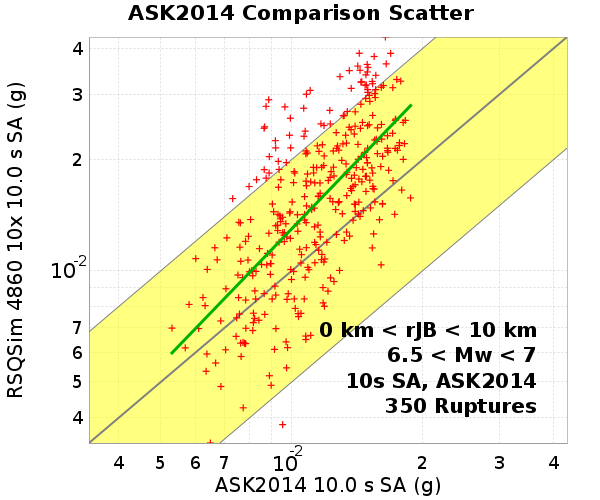 ASK2014 Comparison Scatter
RSQSim 4860 10x 10.0 s SA (g)
4
3
2
10-2
7
6
5
4
0 km < rJB < 10 km
6.5 < Mw < 7
10s SA, ASK2014
350 Ruptures
4 5 6 7 10-2 2 3 4
ASK2014 10.0 s SA (g)